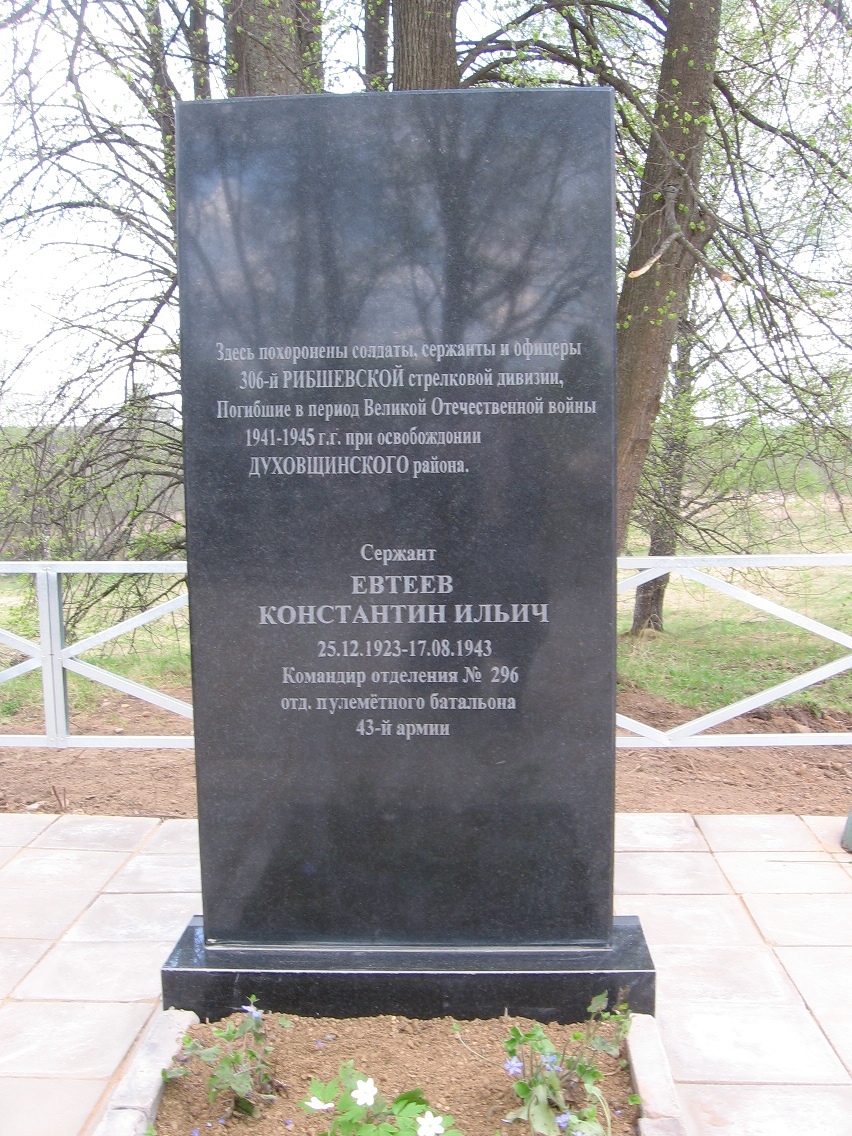 Здесь похоронены солдаты, сержанты и офицеры
306-й РИБШЕВСКОЙ стрелковой дивизии,
Погибшие в период Великой Отечественной войны
1941-1945 г.г. при освобождении
ДУХОВЩИНСКОГО района.
Сержант
ЕВТЕЕВ
КОНСТАНТИН ИЛЬИЧ
25.12.1923-17.08.1943
Командир отделения № 296
отд. пулемётного батальона
43-й армии